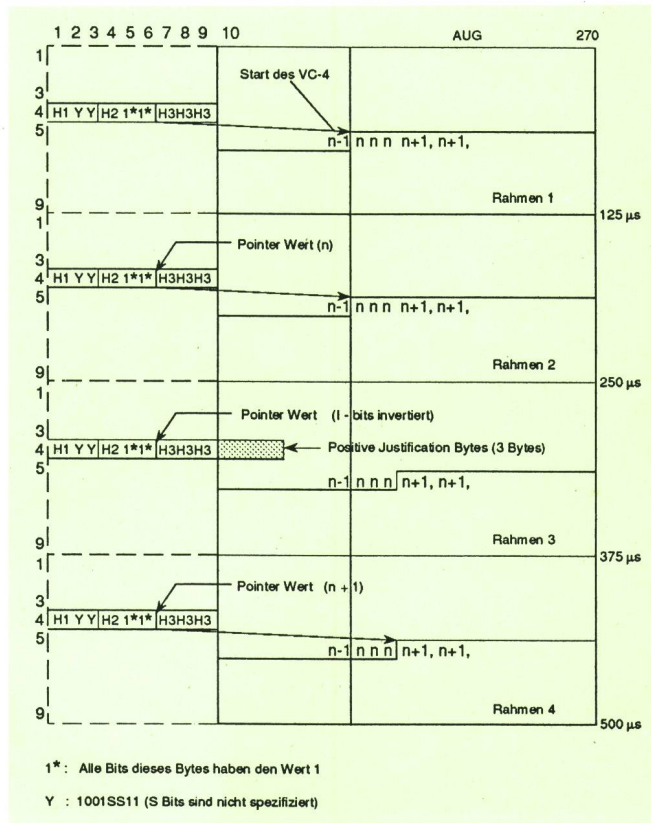 1 2 3 4 5 6 7 8 9 10 AUG 270
1
Start des VC-4
3
4 H1 Y Y H2 1*1* H3H3H3
5
n-1 n n n n+1, n+1,
Rahmen 1
9
125 µs
1
Pointer Wert (n)
3
4 H1 Y Y H2 1*1* H3H3H3
5
n-1 n n n n+1, n+1,
Rahmen 2
9
250 µs
1
Pointer Wert (I - bits invertiert)
3
Positive Justification Bytes (3 Bytes)
4 H1 Y Y H2 1*1* H3H3H3
5
n-1 n n n n+1, n+1,
Rahmen 3
9
375 µs
1
Pointer Wert (n + 1)
3
4 H1 Y Y H2 1*1* H3H3H3
5
n-1 n n n n+1, n+1,
Rahmen 4
9
500 µs
1* : Alle Bits dieses Bytes haben den Wert 1
Y : 1001SS11 (S Bits sind nicht spezifiziert)